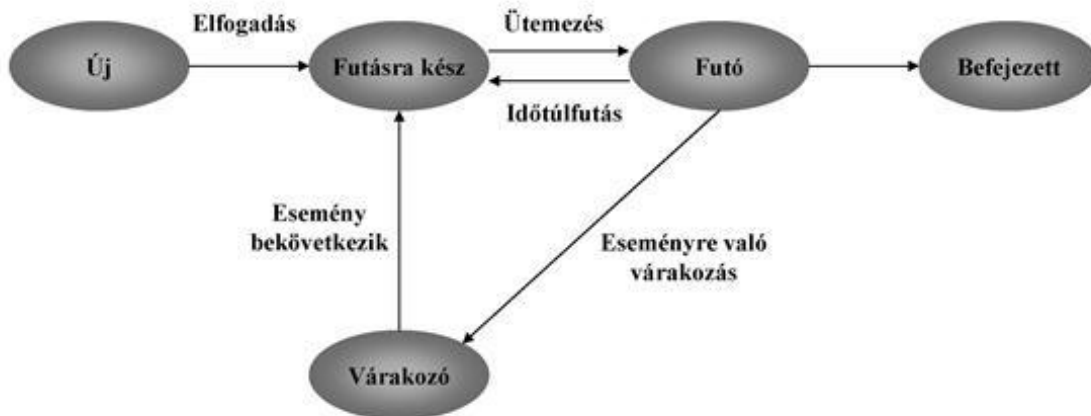 Elfogadás
Ütemezés
Új
Futásra kész
Futó
Befejezett
Időtúlfutás
Esemény
bekövetkezik
Eseményre való
várakozás
Várakozó